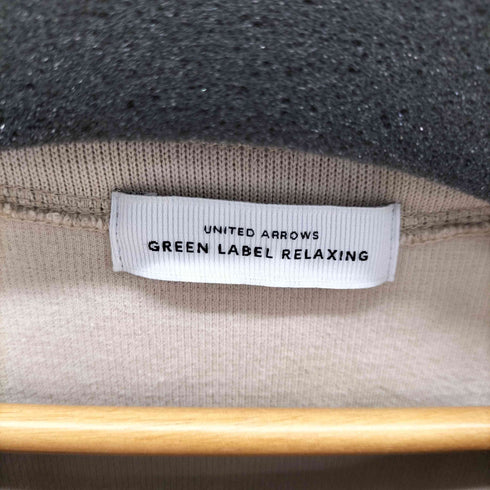 UNITED ARROWS
GREEN LABEL RELAXING